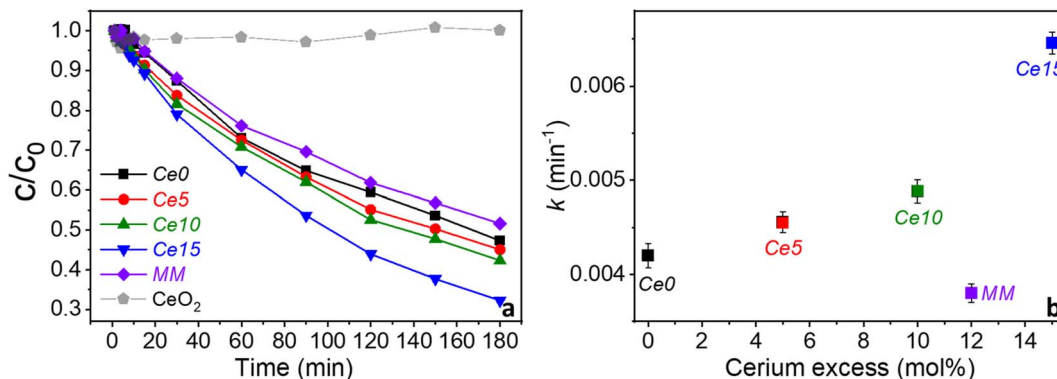 1.0
0.9
0.8
0.7
0.6
0.5
0.4
0.3
c/c0
Ce0
Ce5
Ce10
Ce15
MM
CeO2
a
0 20 40 60 80 100 120 140 160 180
Time (min)
0.006
0.005
0.004
k (min-1)
Ce15
Ce10
Ce5
Ce0
MM
b
0 2 4 6 8 10 12 14
Cerium excess (mol%)